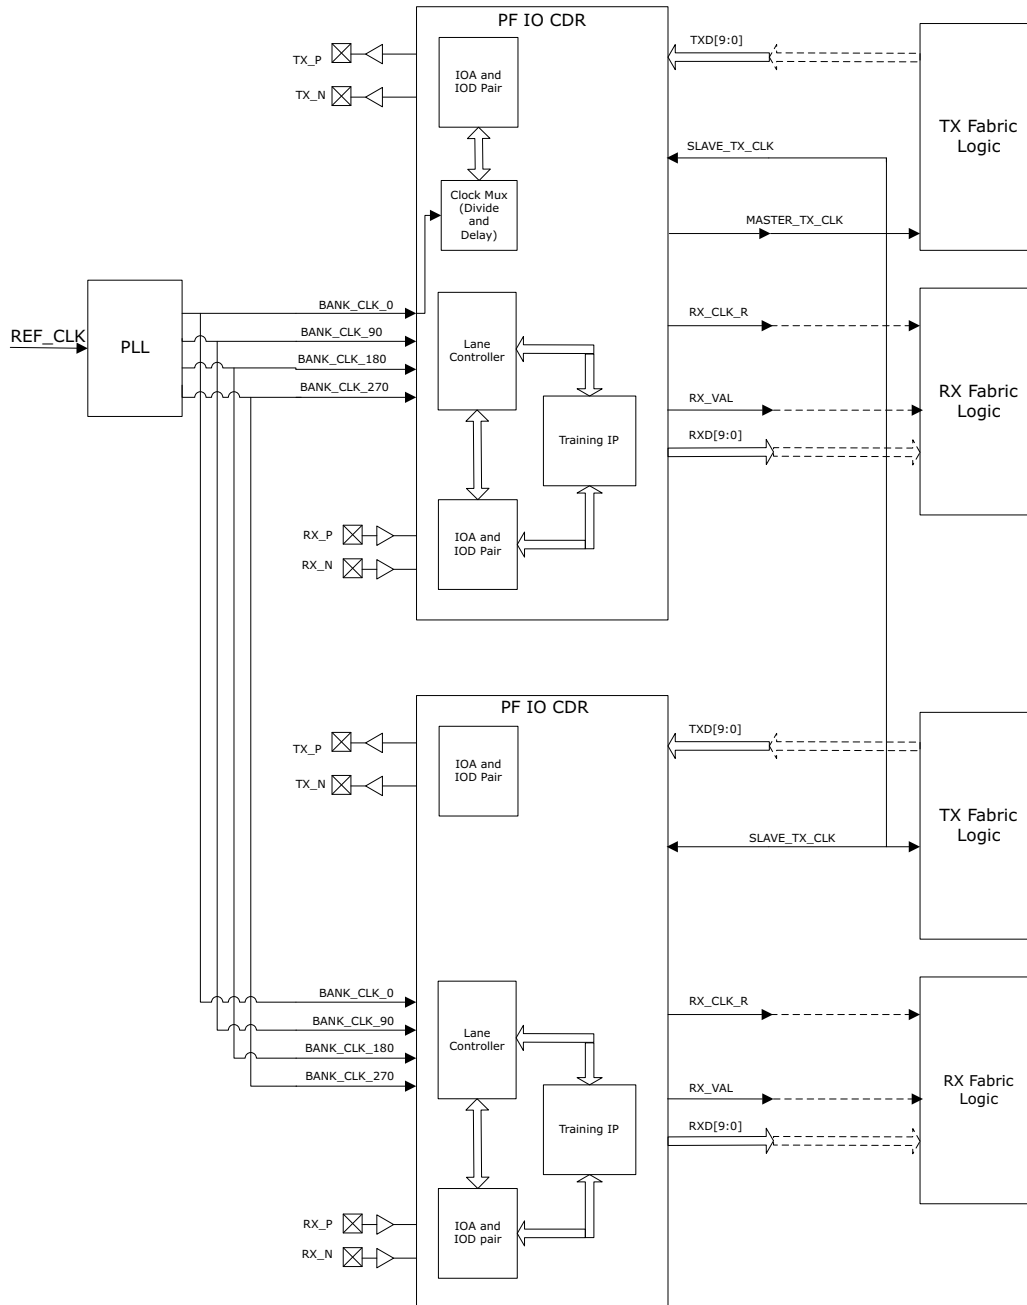 PF IO CDR
TX_P
TX_N
IOA and
IOD Pair
Clock Mux
(Divide
and
Delay)
TXD[9:0]
SLAVE_TX_CLK
MASTER_TX_CLK
TX Fabric
Logic
REF_CLK
PLL
BANK_CLK_0
BANK_CLK_90
BANK_CLK_180
BANK_CLK_270
Lane
Controller
Training IP
RX_CLK_R
RX_VAL
RXD[9:0]
RX Fabric
Logic
RX_P
RX_N
IOA and
IOD Pair
PF IO CDR
TX_P
TX_N
IOA and
IOD Pair
TXD[9:0]
SLAVE_TX_CLK
TX Fabric
Logic
BANK_CLK_0
BANK_CLK_90
BANK_CLK_180
BANK_CLK_270
Lane
Controller
Training IP
RX_CLK_R
RX_VAL
RXD[9:0]
RX Fabric
Logic
RX_P
RX_N
IOA and
IOD pair